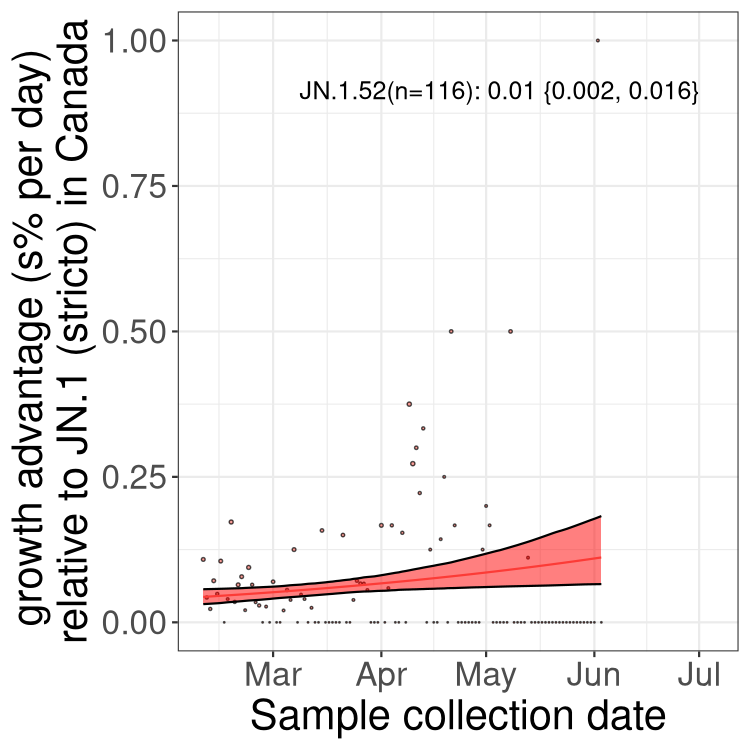 growth advantage (s% per day)
relative to JN.1 (stricto) in Canada
1.00
0.75
0.50
0.25
0.00
JN.1.52(n=116): 0.01 {0.002, 0.016}
Mar Apr May Jun Jul
Sample collection date